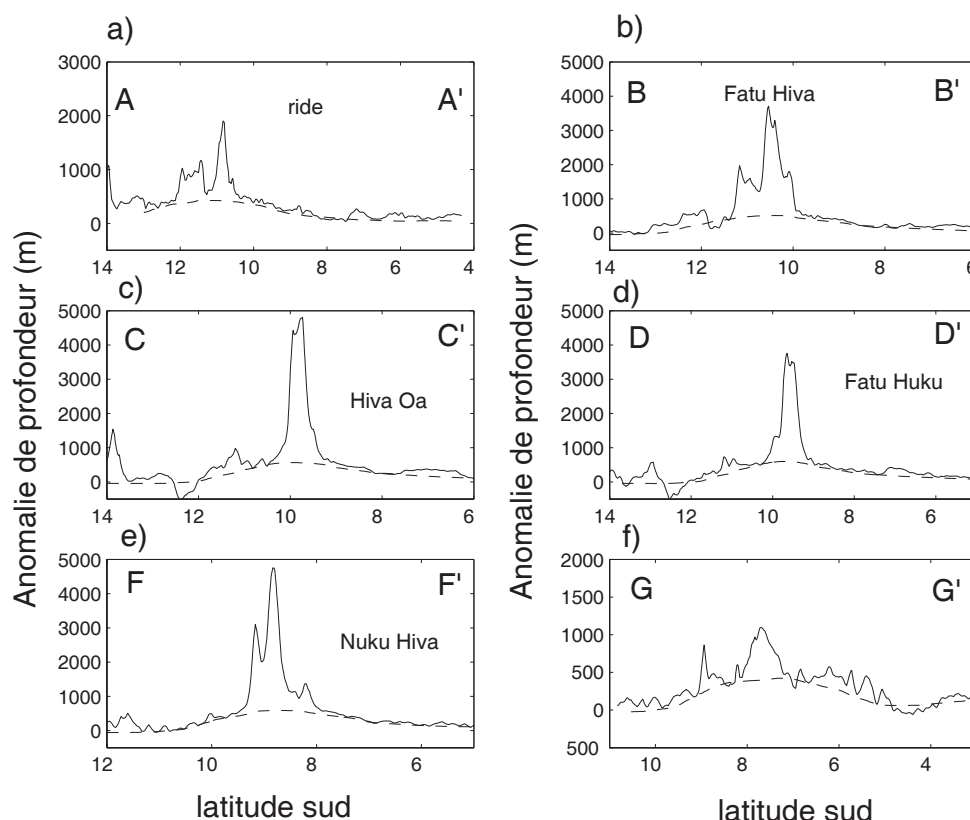 a)
3000
2000
1000
0
A
ride
A'
14
12
10
8
6
4
b)
5000
4000
3000
2000
1000
0
B
Fatu Hiva
B'
14
12
10
8
6
c)
5000
4000
3000
2000
1000
0
C
Hiva Oa
C'
14
12
10
8
6
d)
5000
4000
3000
2000
1000
0
D
Fatu Huku
D'
14
12
10
8
6
e)
5000
4000
3000
2000
1000
0
F
Nuku Hiva
F'
12
10
8
6
f)
2000
1500
1000
500
0
500
G
G'
10
8
6
4
Anomalie de profondeur (m)
Anomalie de profondeur (m)
latitude sud
latitude sud